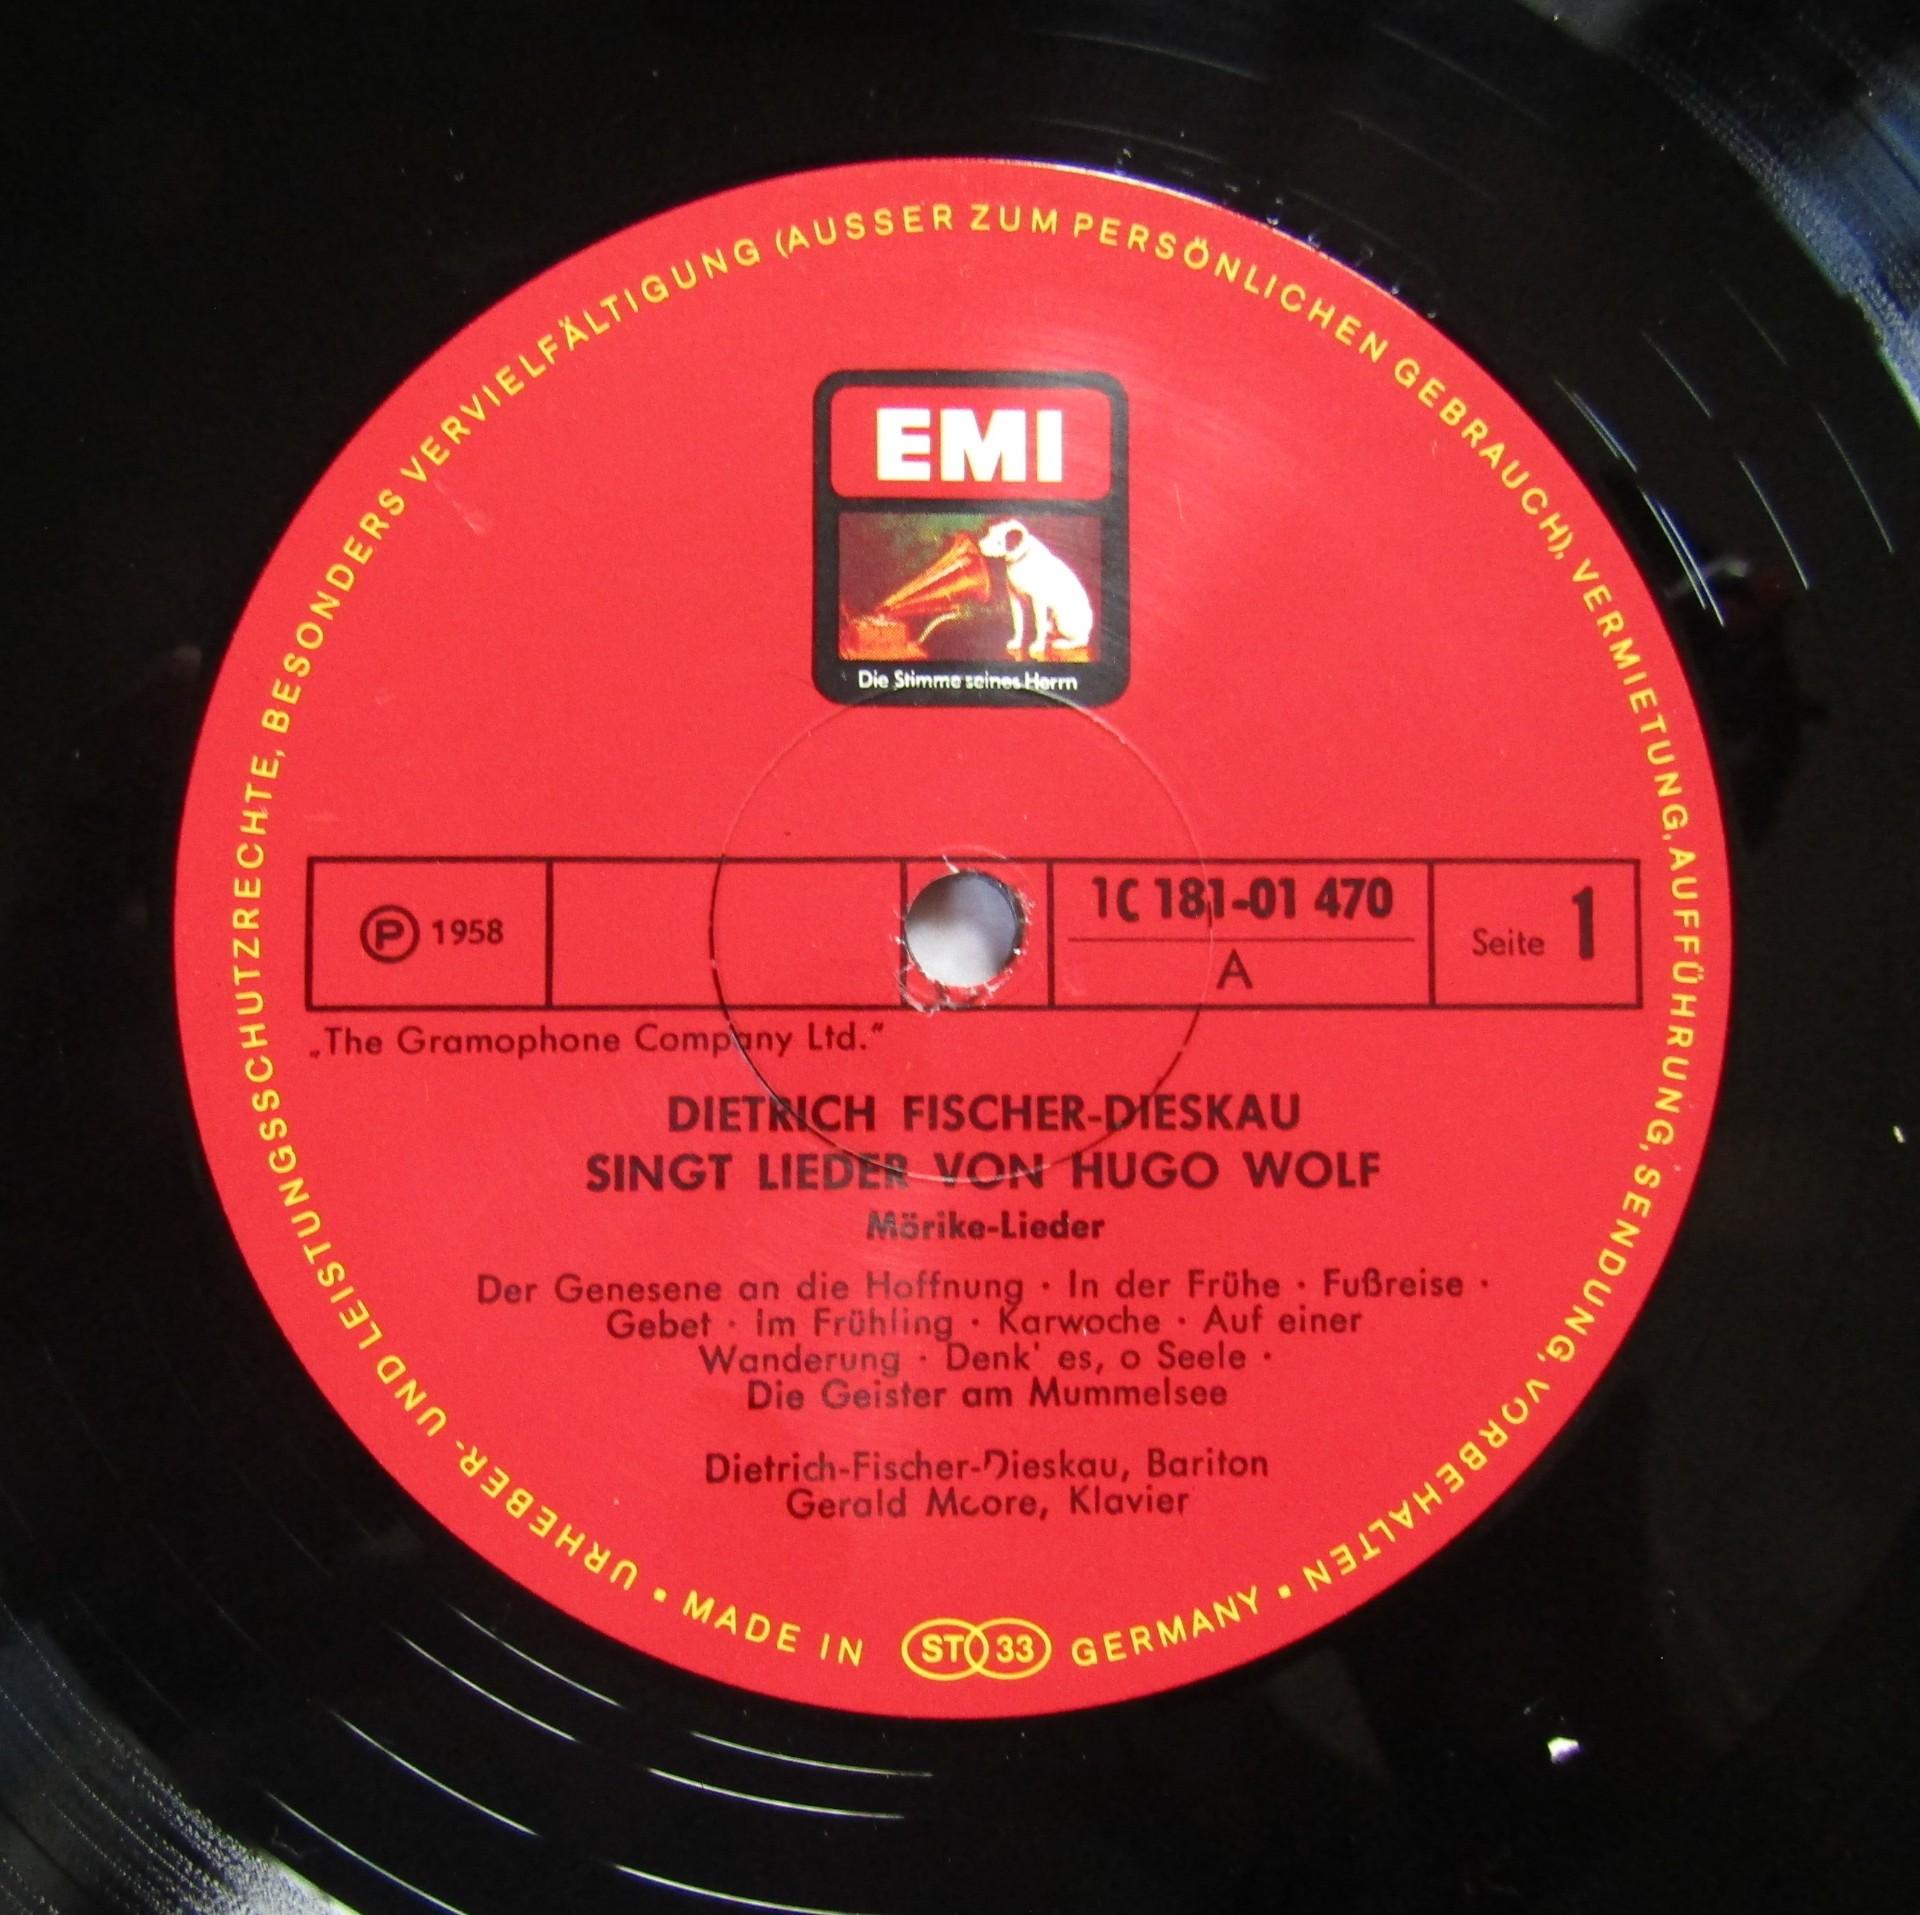 URHEBER- UND LEISTUNGSSCHUTZRECHTE, BESONDERS VERVIELFÄLTIGUNG (AUSSER ZUM PERSÖNLICHEN GEBRAUCH), VERMIETUNG, AUFFÜHRUNG, SENDUNG, VORBEHALTEN •
EMI
Die Stimme seines Herrn
Ⓟ 1958
1C 181-01 470
A
Seite 1
„The Gramophone Company Ltd.“
DIETRICH FISCHER-DIESKAU
SINGT LIEDER VON HUGO WOLF
Mörike-Lieder
Der Genesene an die Hoffnung · In der Frühe · Fußreise ·
Gebet · Im Frühling · Karwoche · Auf einer
Wanderung · Denk' es, o Seele ·
Die Geister am Mummelsee
Dietrich-Fischer-Dieskau, Bariton
Gerald Moore, Klavier
• MADE IN ST 33 GERMANY